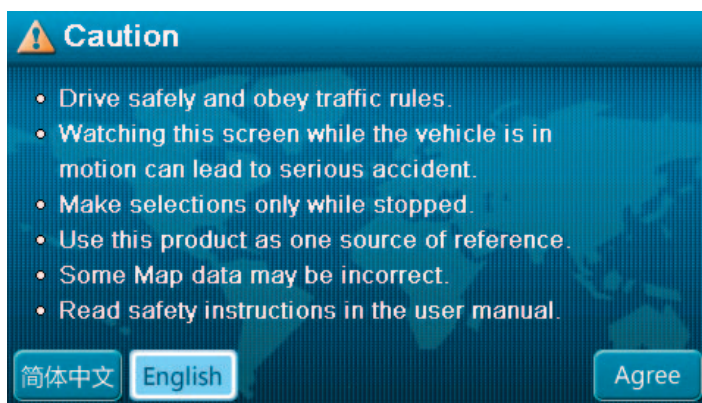 Caution
• Drive safely and obey traffic rules.
• Watching this screen while the vehicle is in
motion can lead to serious accident.
• Make selections only while stopped.
• Use this product as one source of reference.
• Some Map data may be incorrect.
• Read safety instructions in the user manual.
简体中文 English Agree